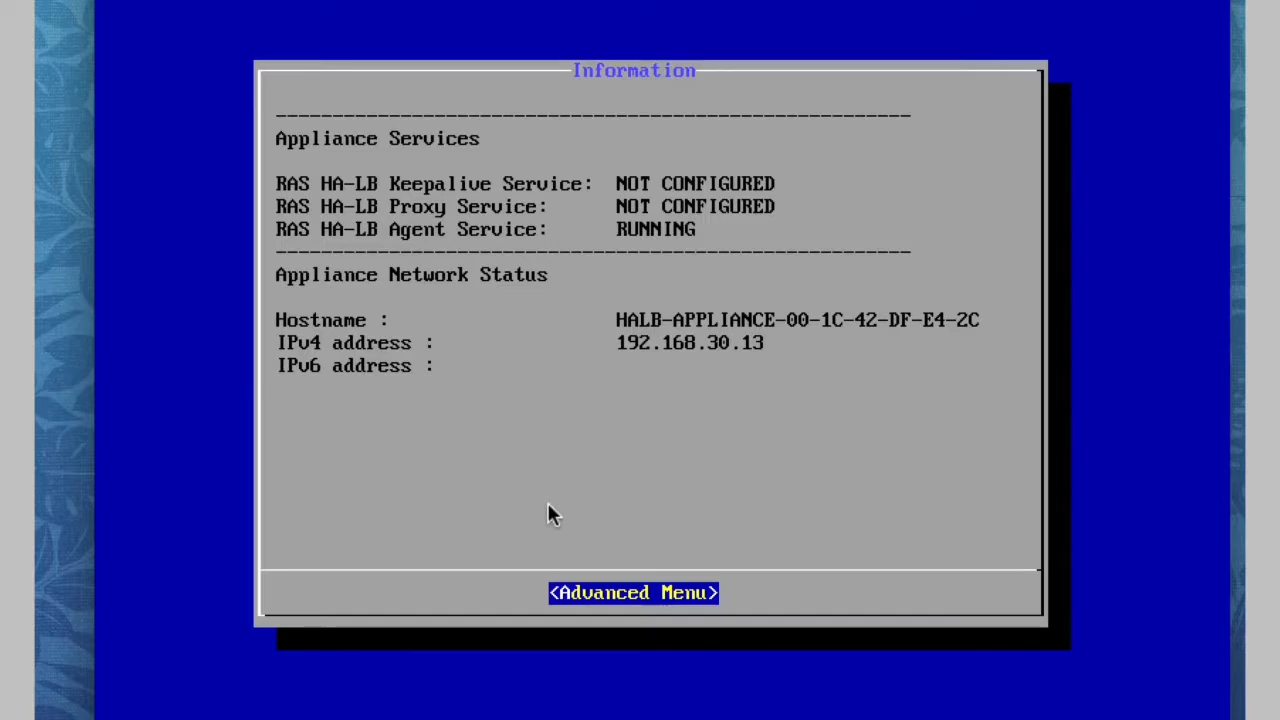 Information
Appliance Services
RAS HA-LB Keepalive Service: NOT CONFIGURED
RAS HA-LB Proxy Service: NOT CONFIGURED
RAS HA-LB Agent Service: RUNNING
Appliance Network Status
Hostname : HALB-APPLIANCE-00-1C-42-DF-E4-2C
IPv4 address : 192.168.30.13
IPv6 address :
<Advanced Menu>